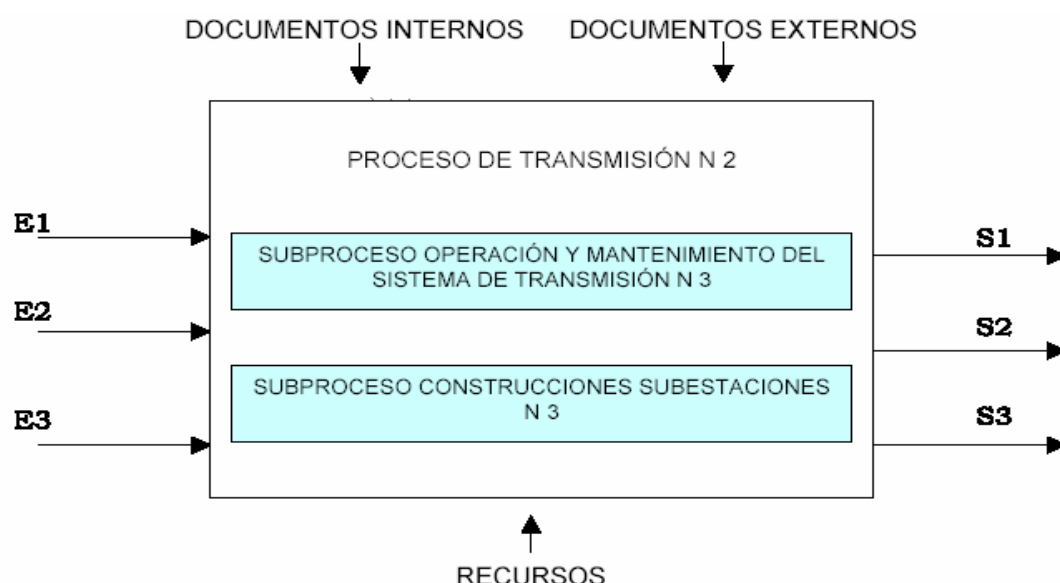 DOCUMENTOS INTERNOS
DOCUMENTOS EXTERNOS
PROCESO DE TRANSMISIÓN N 2
E1
E2
E3
SUBPROCESO OPERACIÓN Y MANTENIMIENTO DEL
SISTEMA DE TRANSMISIÓN N 3
SUBPROCESO CONSTRUCCIONES SUBESTACIONES
N 3
S1
S2
S3
RECURSOS